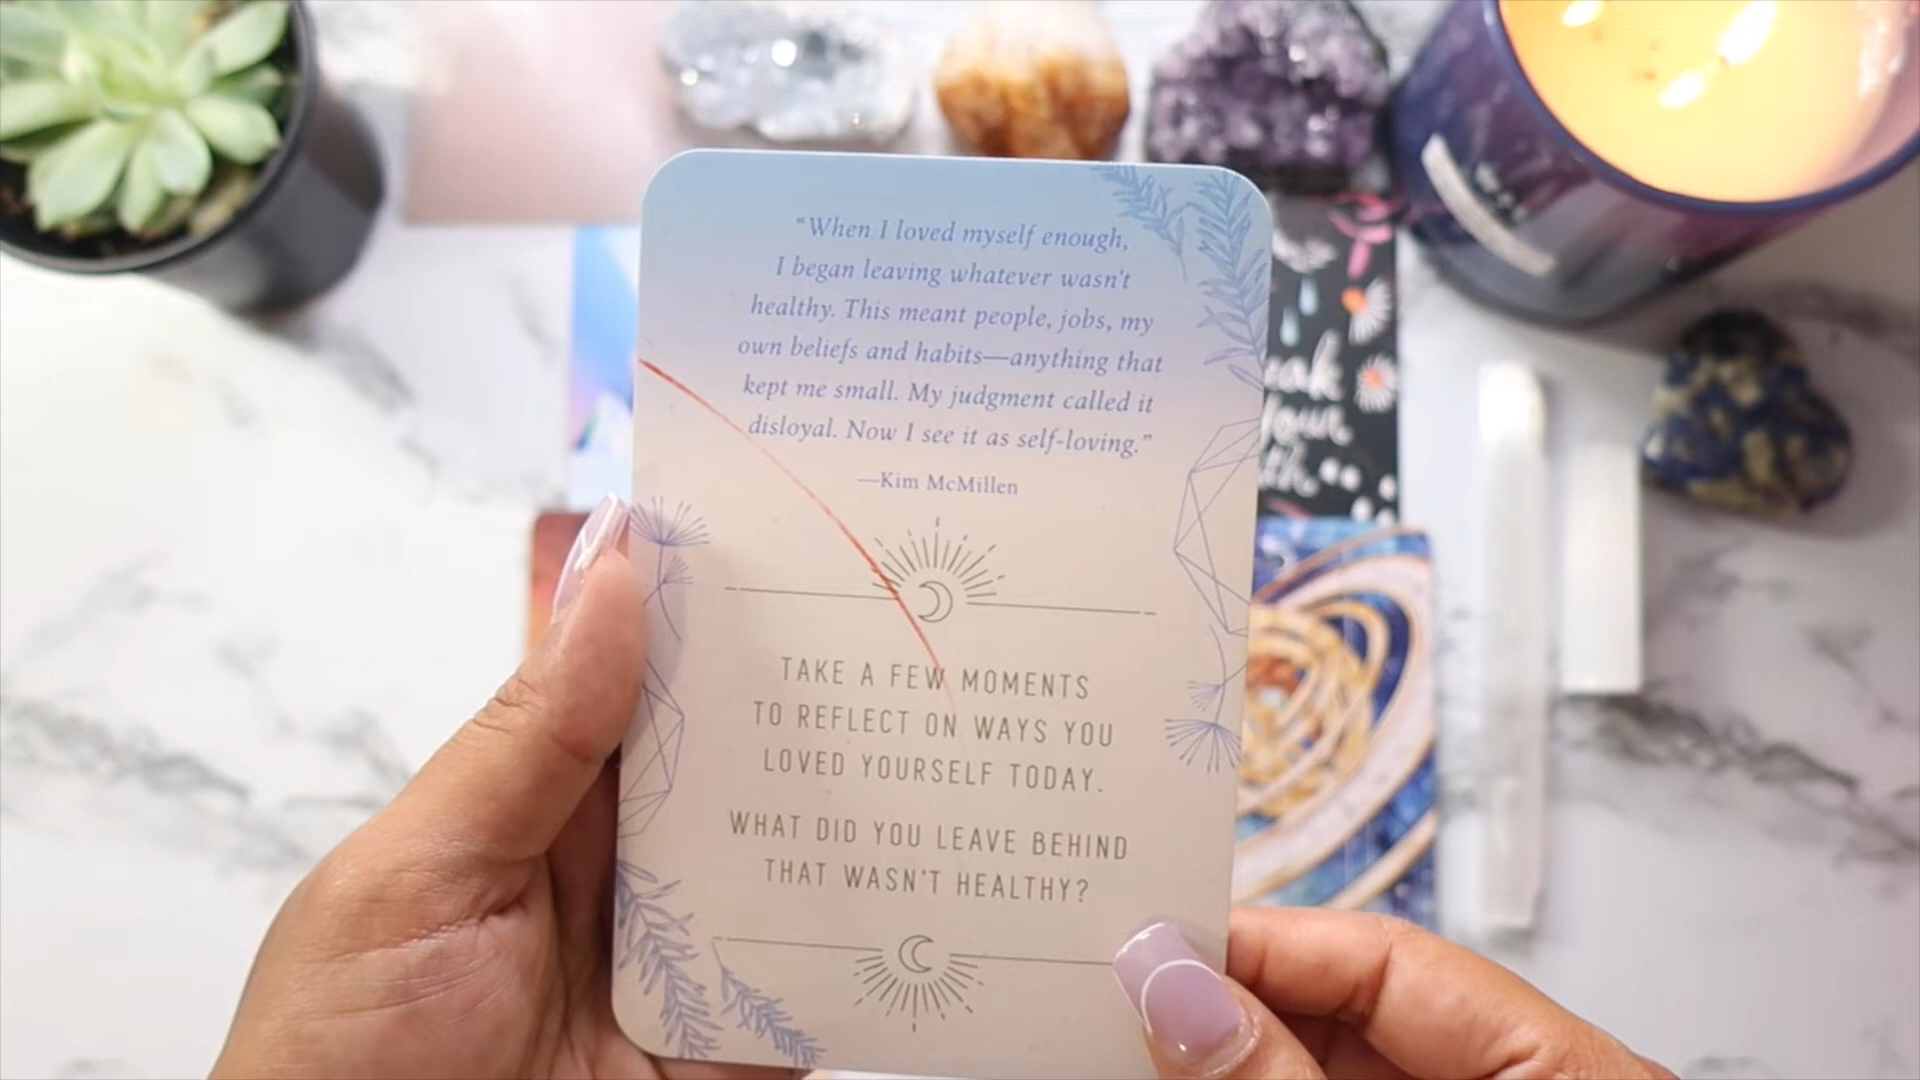 “When I loved myself enough,
I began leaving whatever wasn’t
healthy. This meant people, jobs, my
own beliefs and habits—anything that
kept me small. My judgment called it
disloyal. Now I see it as self-loving.”
—Kim McMillen
TAKE A FEW MOMENTS
TO REFLECT ON WAYS YOU
LOVED YOURSELF TODAY.
WHAT DID YOU LEAVE BEHIND
THAT WASN'T HEALTHY?